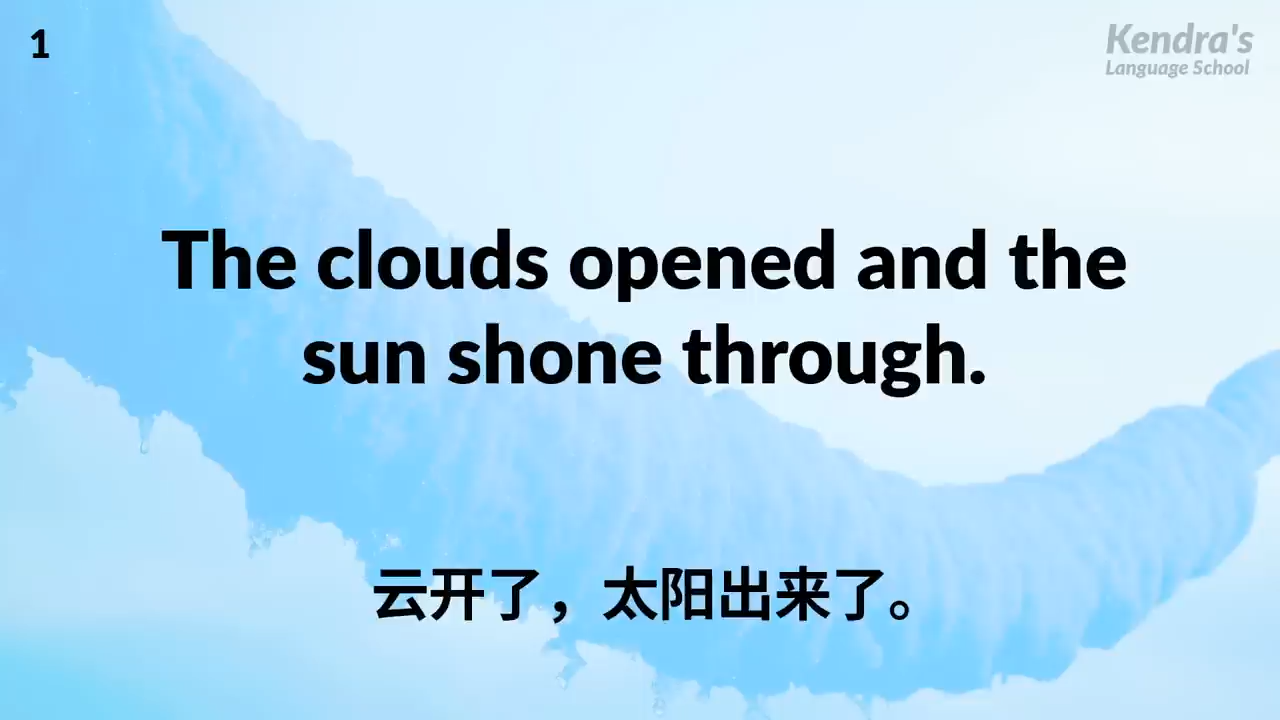 1
Kendra's
Language School
The clouds opened and the
sun shone through.
云开了，太阳出来了。